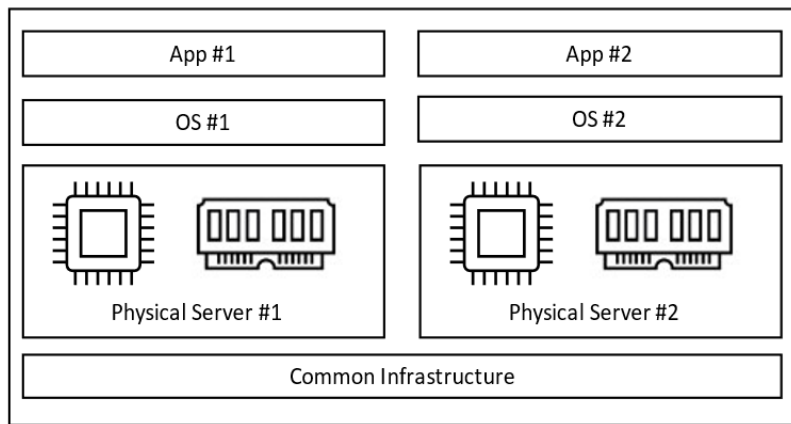 App #1
App #2
OS #1
OS #2
Physical Server #1
Physical Server #2
Common Infrastructure